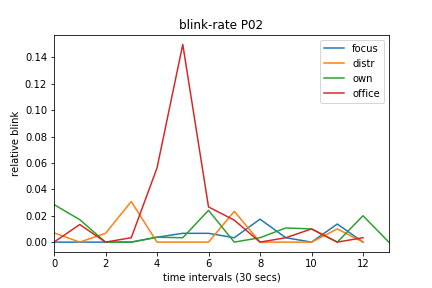 blink-rate P02
relative blink
0.14
0.12
0.10
0.08
0.06
0.04
0.02
0.00
focus
distr
own
office
0 2 4 6 8 10 12
time intervals (30 secs)